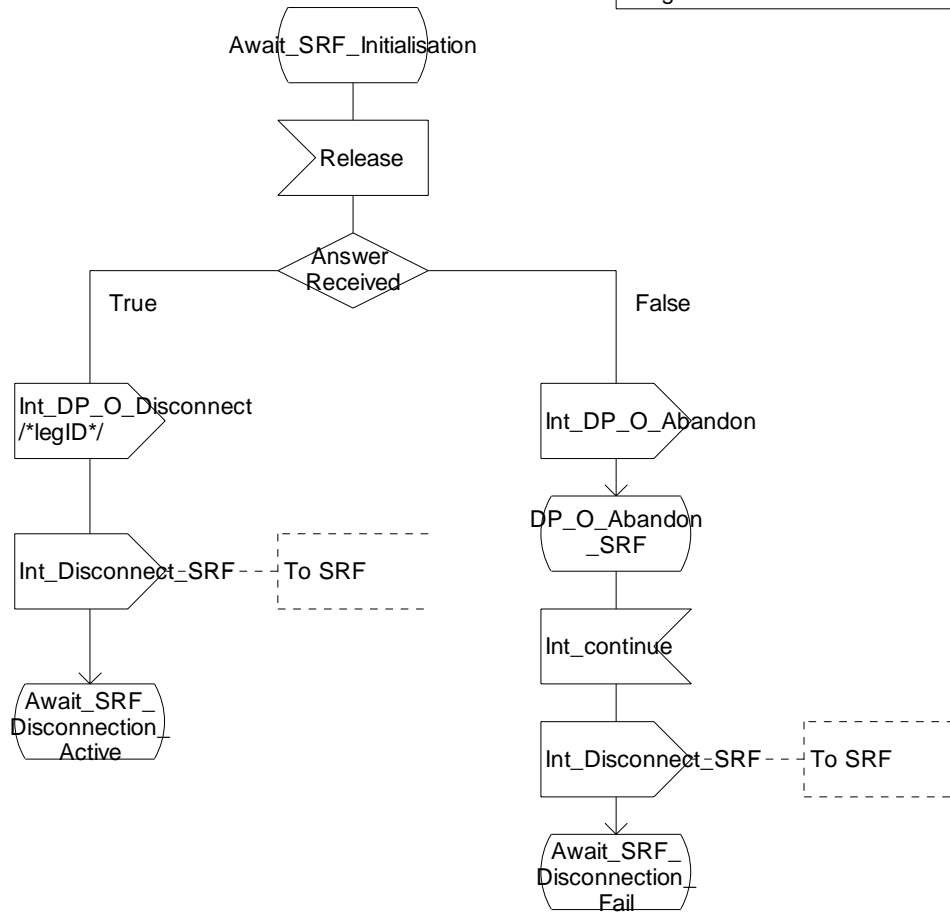 Await_SRF_Initialisation
Release
Answer
Received
True
False
Int_DP_O_Disconnect
/*legID*/
Int_DP_O_Abandon
DP_O_Abandon
_SRF
Int_Disconnect_SRF
To SRF
Int_continue
Await_SRF_
Disconnection_
Active
Int_Disconnect_SRF
To SRF
Await_SRF_
Disconnection_
Fail